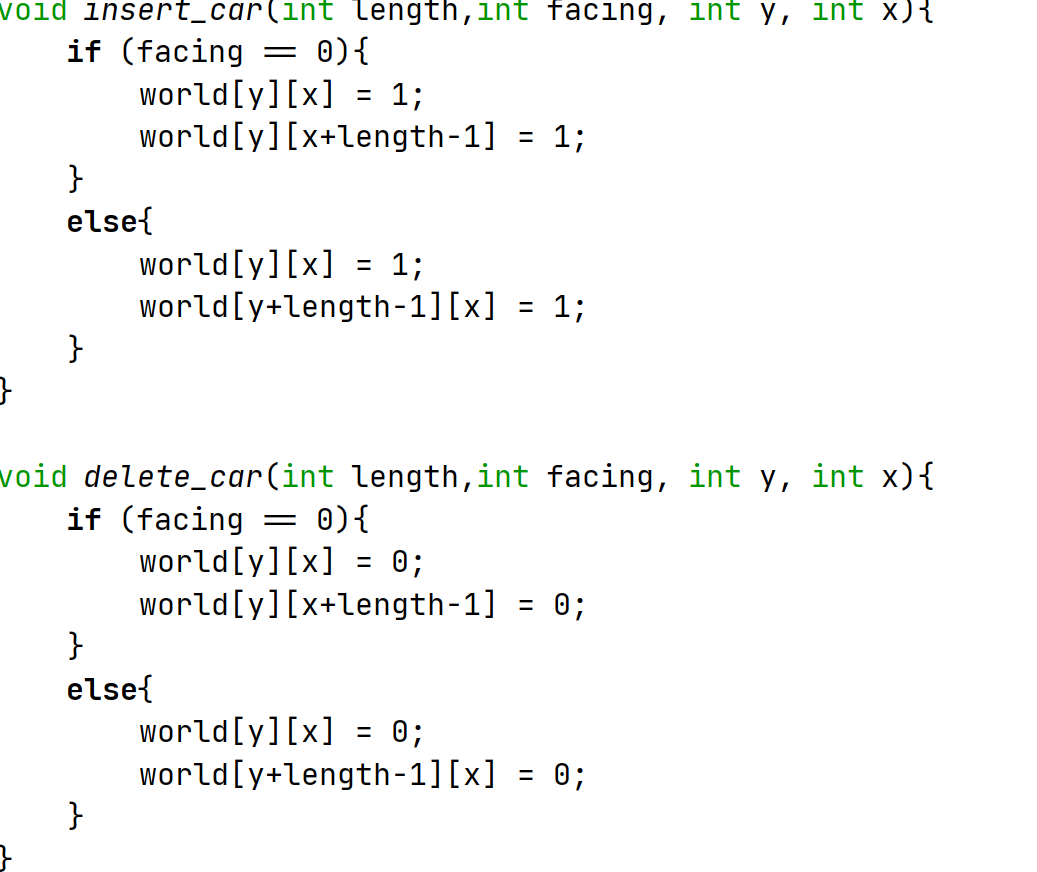 void insert_car(int length,int facing, int y, int x){
    if (facing == 0){
        world[y][x] = 1;
        world[y][x+length-1] = 1;
    }
    else{
        world[y][x] = 1;
        world[y+length-1][x] = 1;
    }
}

void delete_car(int length,int facing, int y, int x){
    if (facing == 0){
        world[y][x] = 0;
        world[y][x+length-1] = 0;
    }
    else{
        world[y][x] = 0;
        world[y+length-1][x] = 0;
    }
}